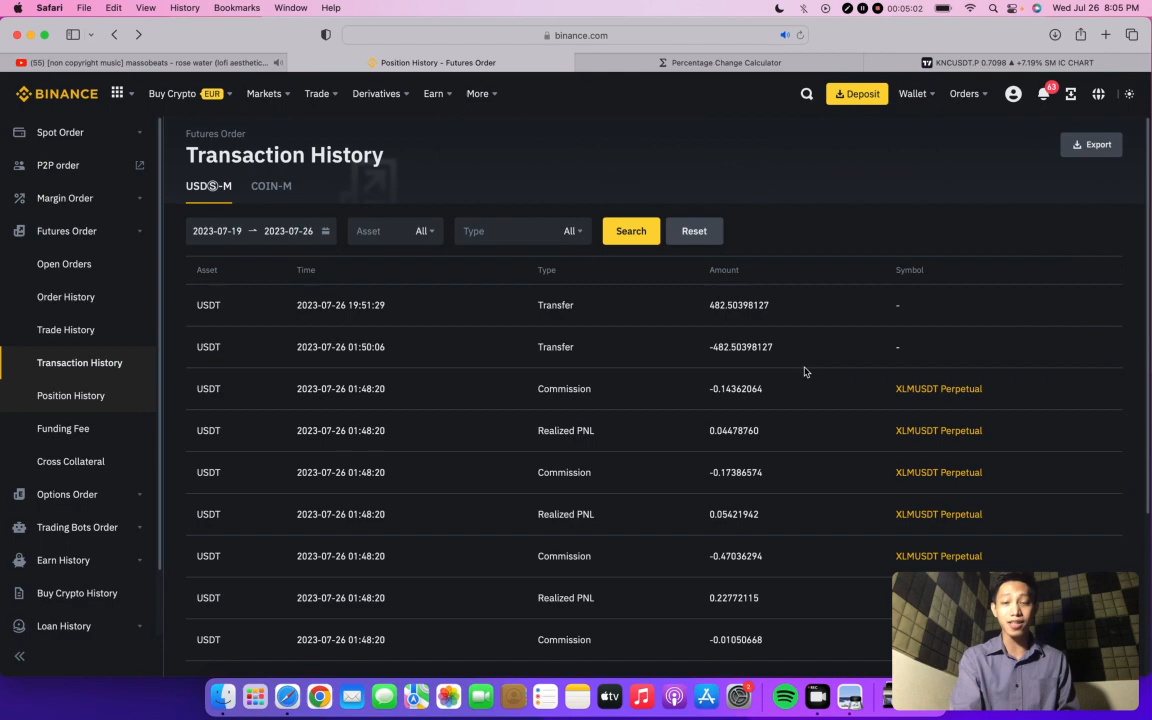 Safari File Edit View History Bookmarks Window Help 00:05:02 Wed Jul 26 8:05 PM
binance.com
(55) [non copyright music] massobeats - rose water (lofi aesthetic... Position History - Futures Order Percentage Change Calculator KNCUSDT.P 0.7098 ▲ +7.19% SM IC CHART
BINANCE Buy Crypto EUR Markets Trade Derivatives Earn More Deposit Wallet Orders 63
Spot Order
P2P order
Margin Order
Futures Order
Open Orders
Order History
Trade History
Transaction History
Position History
Funding Fee
Cross Collateral
Options Order
Trading Bots Order
Earn History
Buy Crypto History
Loan History
Futures Order
Transaction History
Export
USDⓈ-M COIN-M
2023-07-19 → 2023-07-26 Asset All Type All Search Reset
Asset Time Type Amount Symbol
USDT 2023-07-26 19:51:29 Transfer 482.50398127 -
USDT 2023-07-26 01:50:06 Transfer -482.50398127 -
USDT 2023-07-26 01:48:20 Commission -0.14362064 XLMUSDT Perpetual
USDT 2023-07-26 01:48:20 Realized PNL 0.04478760 XLMUSDT Perpetual
USDT 2023-07-26 01:48:20 Commission -0.17386574 XLMUSDT Perpetual
USDT 2023-07-26 01:48:20 Realized PNL 0.05421942 XLMUSDT Perpetual
USDT 2023-07-26 01:48:20 Commission -0.47036294 XLMUSDT Perpetual
USDT 2023-07-26 01:48:20 Realized PNL 0.22772115
USDT 2023-07-26 01:48:20 Commission -0.01050668
tv
2